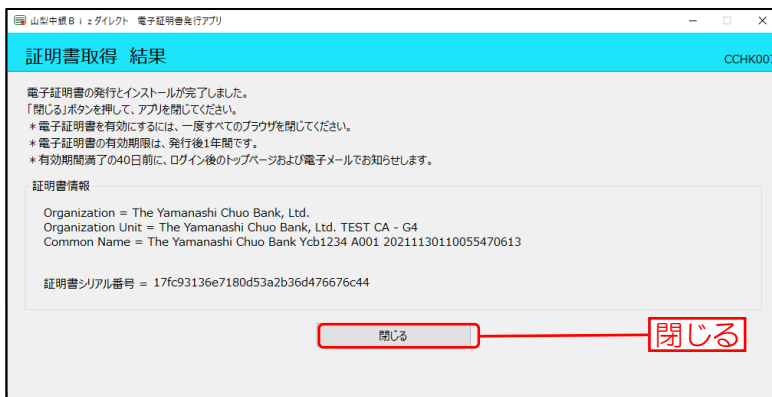 山梨中銀Bizダイレクト 電子証明書発行アプリ
証明書取得 結果
CCHK007
電子証明書の発行とインストールが完了しました。
「閉じる」ボタンを押して、アプリを閉じてください。
＊電子証明書を有効にするには、一度すべてのブラウザを閉じてください。
＊電子証明書の有効期限は、発行後1年間です。
＊有効期間満了の40日前に、ログイン後のトップページおよび電子メールでお知らせします。
証明書情報
Organization = The Yamanashi Chuo Bank, Ltd.
Organization Unit = The Yamanashi Chuo Bank, Ltd. TEST CA - G4
Common Name = The Yamanashi Chuo Bank Ycb1234 A001 20211130110055470613
証明書シリアル番号 = 17fc93136e7180d53a2b36d476676c44
閉じる
閉じる